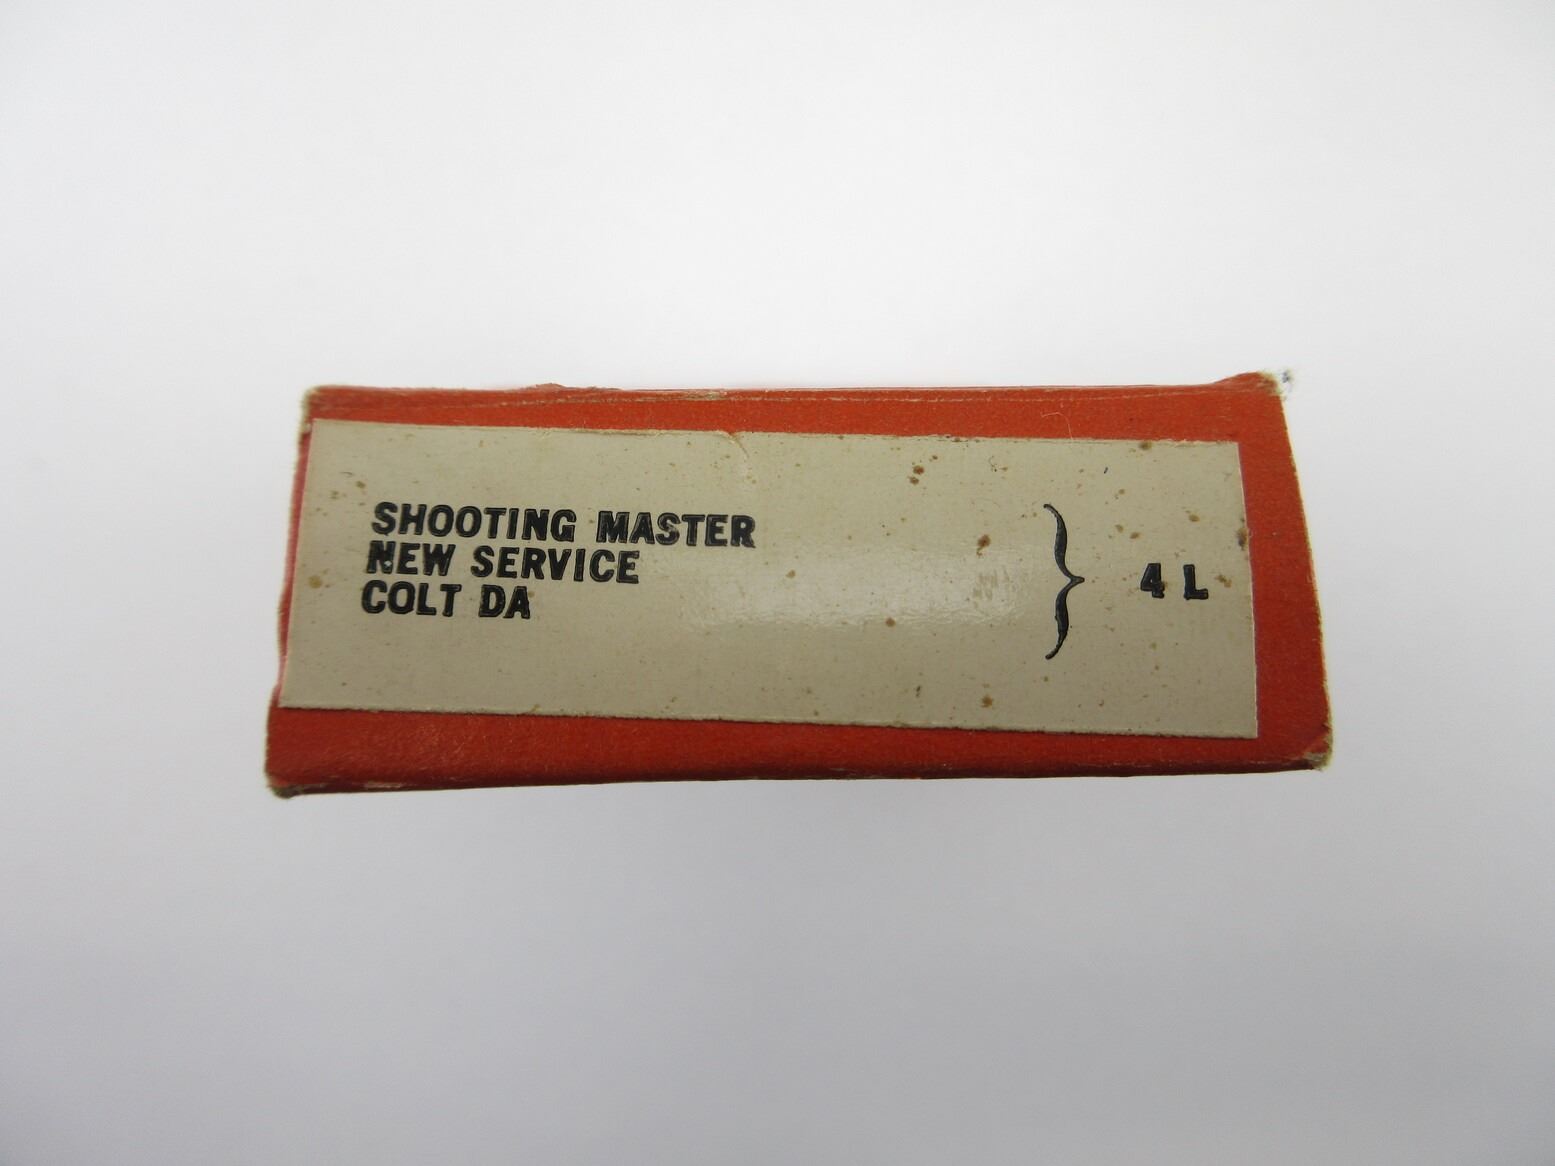 SHOOTING MASTER
NEW SERVICE
COLT DA
} 4 L